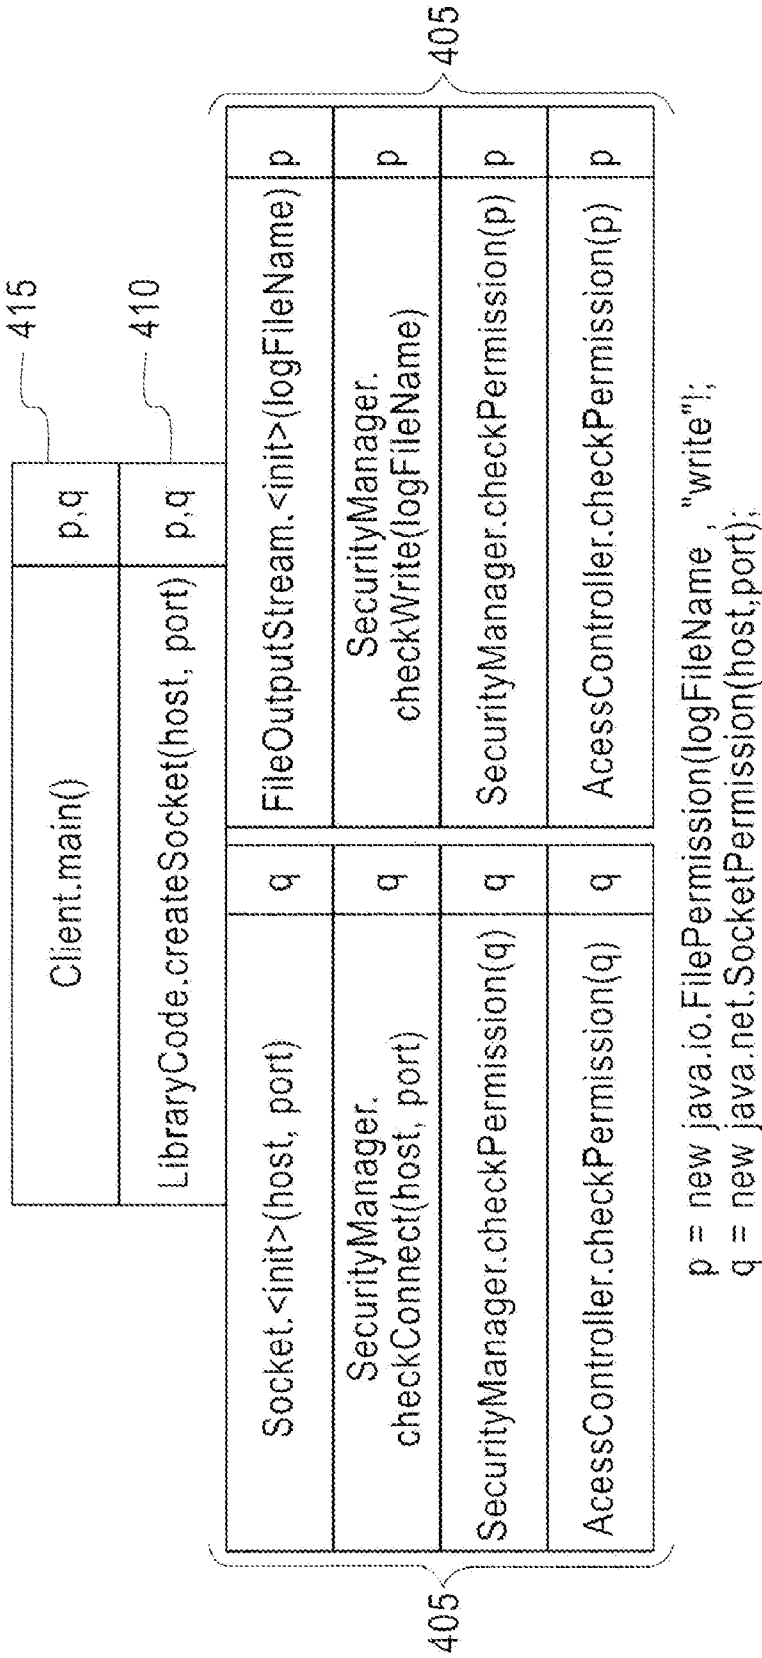 415
Client.main()
p,q
410
LibraryCode.createSocket(host, port)
p,q
Socket.<init>(host, port)
q
FileOutputStream.<init>(logFileName)
p
SecurityManager.
checkConnect(host, port)
q
SecurityManager.
checkWrite(logFileName)
p
SecurityManager.checkPermission(q)
q
SecurityManager.checkPermission(p)
p
AcessController.checkPermission(q)
q
AcessController.checkPermission(p)
p
405
405
p = new java.io.FilePermission(logFileName , "write"!;
q = new java.net.SocketPermission(host,port);